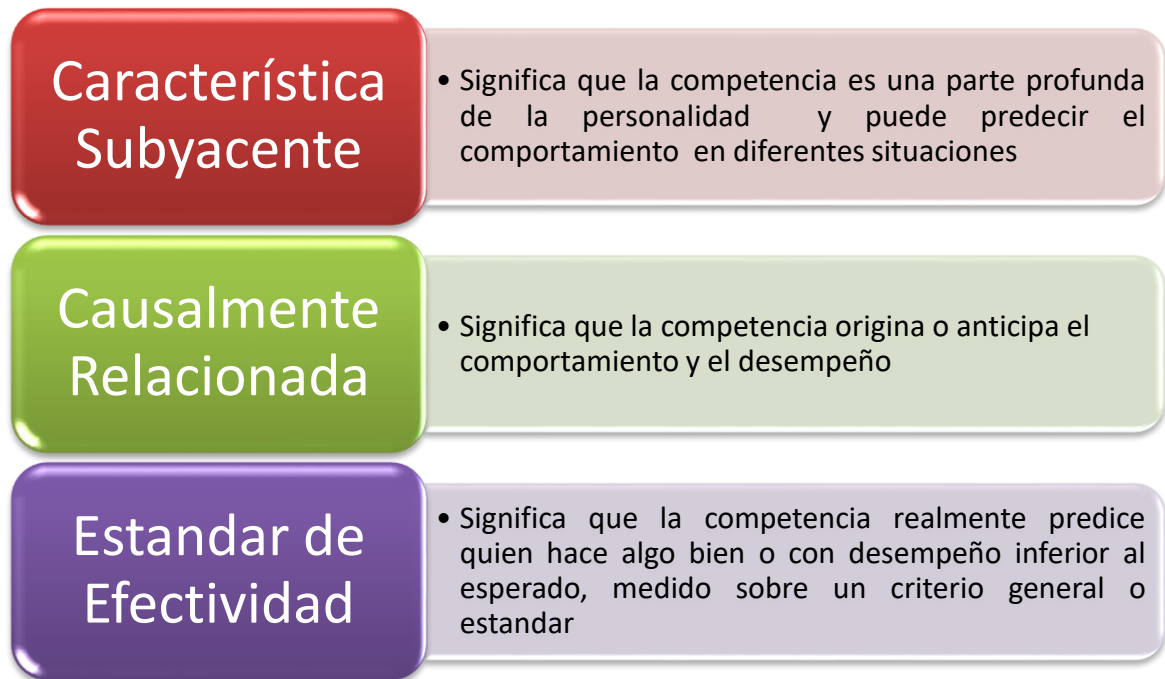 Característica
Subyacente
• Significa que la competencia es una parte profunda
de la personalidad y puede predecir el
comportamiento en diferentes situaciones
Causalmente
Relacionada
• Significa que la competencia origina o anticipa el
comportamiento y el desempeño
Estandar de
Efectividad
• Significa que la competencia realmente predice
quien hace algo bien o con desempeño inferior al
esperado, medido sobre un criterio general o
estandar